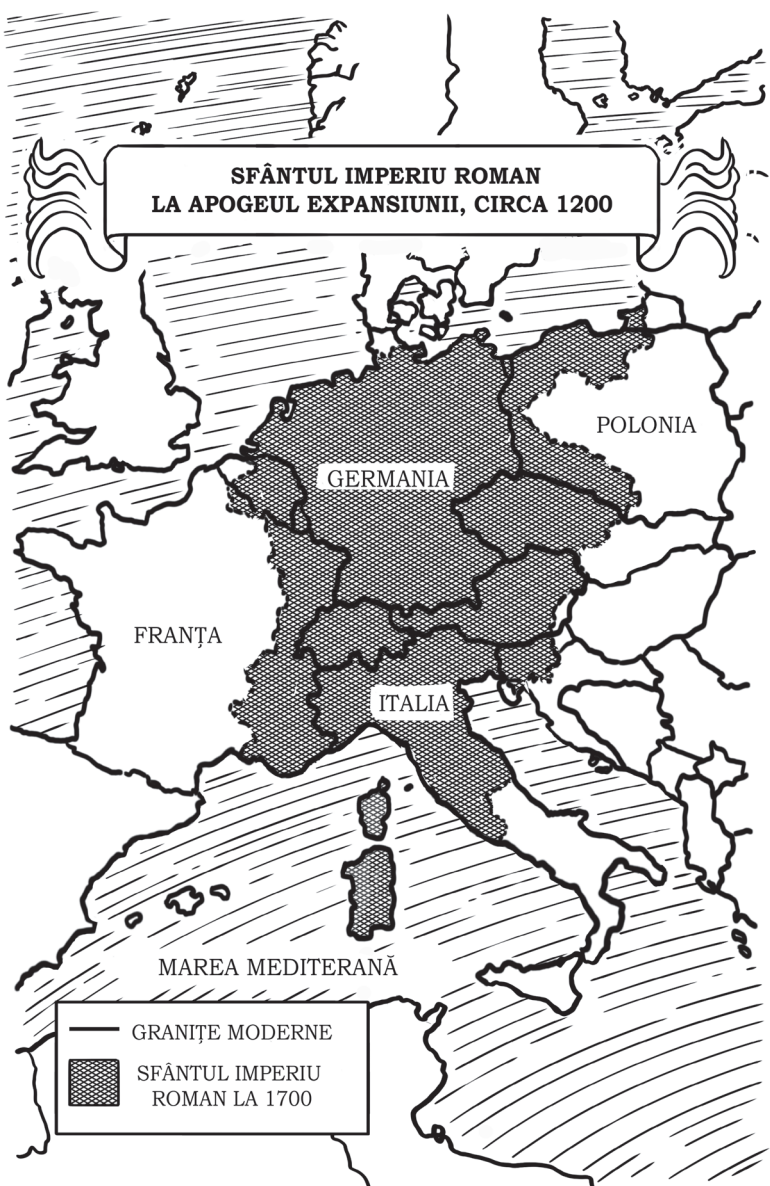 SFÂNTUL IMPERIU ROMAN
LA APOGEUL EXPANSIUNII, CIRCA 1200
POLONIA
GERMANIA
FRANȚA
ITALIA
MAREA MEDITERANĂ
GRANIȚE MODERNE
SFÂNTUL IMPERIU
ROMAN LA 1700